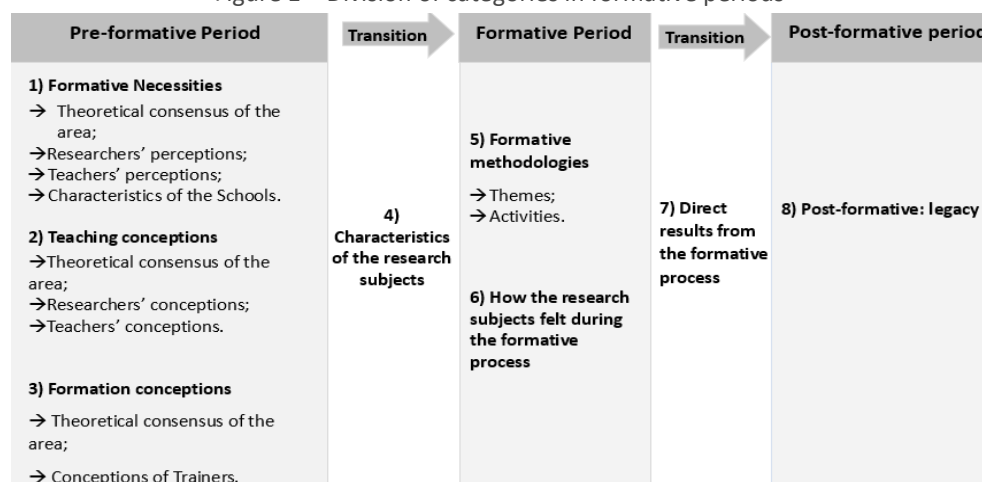 Pre-formative Period
Transition
Formative Period
Transition
Post-formative period
1) Formative Necessities
→ Theoretical consensus of the
area;
→Researchers' perceptions;
→Teachers' perceptions;
→ Characteristics of the Schools.
2) Teaching conceptions
→Theoretical consensus of the
area;
→Researchers' conceptions;
→Teachers' conceptions.
3) Formation conceptions
→ Theoretical consensus of the
area;
→ Conceptions of Trainers.
4)
Characteristics
of the research
subjects
5) Formative
methodologies
→ Themes;
→ Activities.
6) How the research
subjects felt during
the formative
process
7) Direct
results from
the formative
process
8) Post-formative: legacy